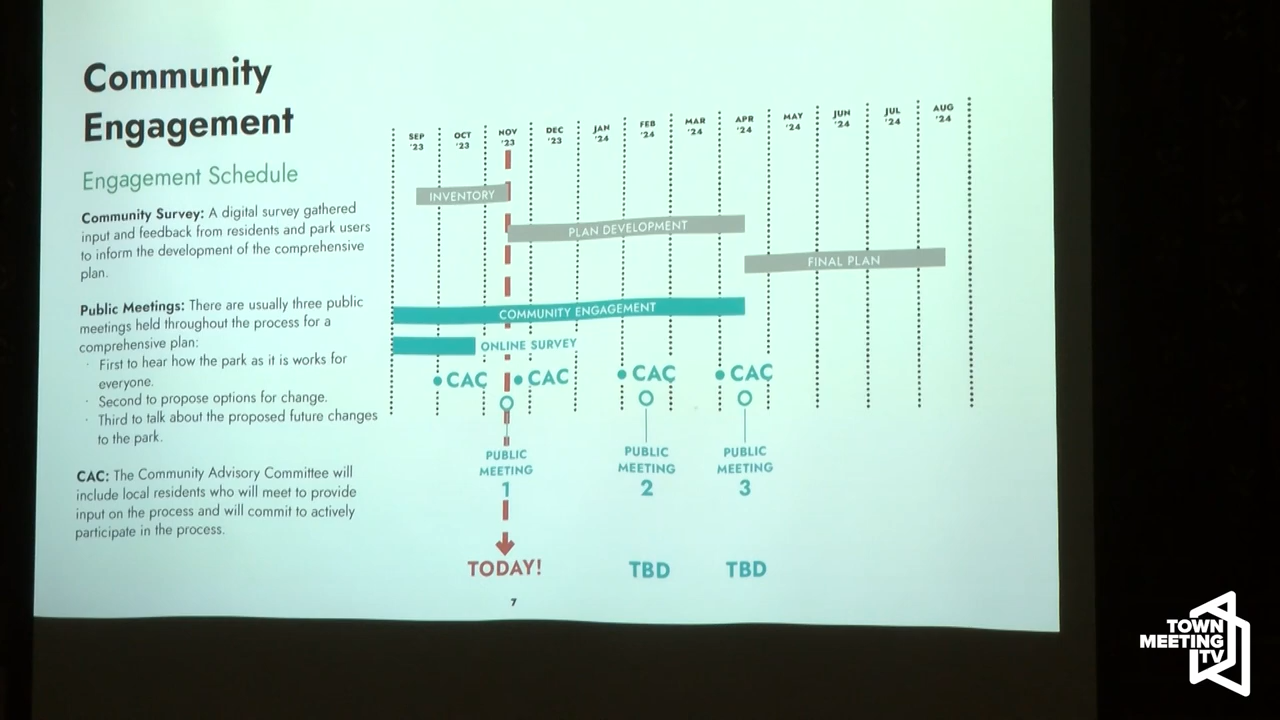 Community
Engagement
Engagement Schedule
Community Survey: A digital survey gathered
input and feedback from residents and park users
to inform the development of the comprehensive
plan.
Public Meetings: There are usually three public
meetings held throughout the process for a
comprehensive plan:
· First to hear how the park as it is works for
everyone.
· Second to propose options for change.
· Third to talk about the proposed future changes
to the park.
CAC: The Community Advisory Committee will
include local residents who will meet to provide
input on the process and will commit to actively
participate in the process.
SEP '23
OCT '23
NOV '23
DEC '23
JAN '24
FEB '24
MAR '24
APR '24
MAY '24
JUN '24
JUL '24
AUG '24
INVENTORY
PLAN DEVELOPMENT
FINAL PLAN
COMMUNITY ENGAGEMENT
ONLINE SURVEY
CAC
CAC
CAC
CAC
PUBLIC
MEETING
1
PUBLIC
MEETING
2
PUBLIC
MEETING
3
TODAY!
TBD
TBD
7
TOWN
MEETING
TV